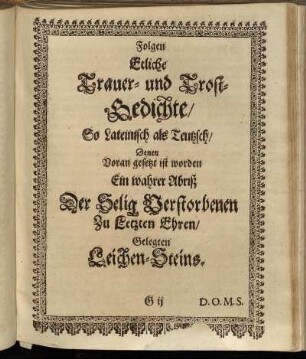 Folgen
Etliche
Trauer- und Trost-
Gedichte/
So Lateinisch als Teutzsch/
Denen
Voran gesetzt ist worden
Ein wahrer Abriß
Der Selig Verstorbenen
Zu Letzten Ehren/
Gelegten
Leichen-Steins.
G ij D.O.M.S.